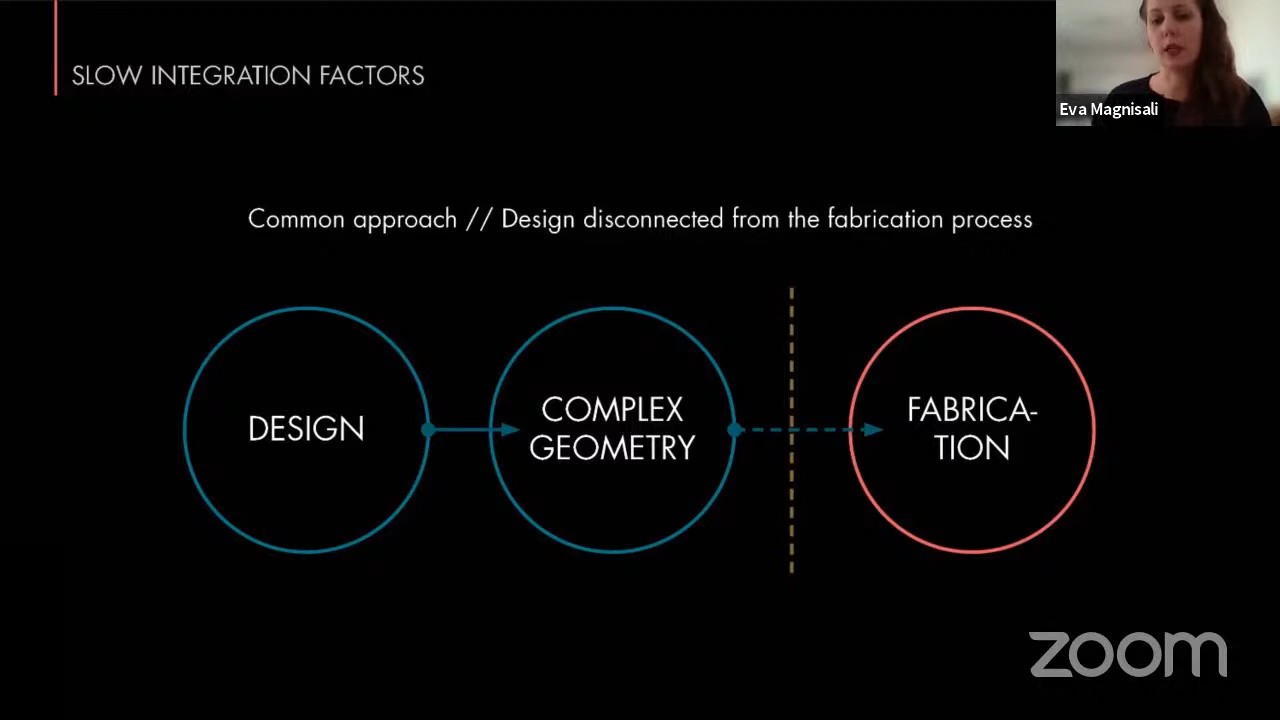 SLOW INTEGRATION FACTORS
Eva Magnisali
Common approach // Design disconnected from the fabrication process
DESIGN
COMPLEX
GEOMETRY
FABRICA-
TION
zoom